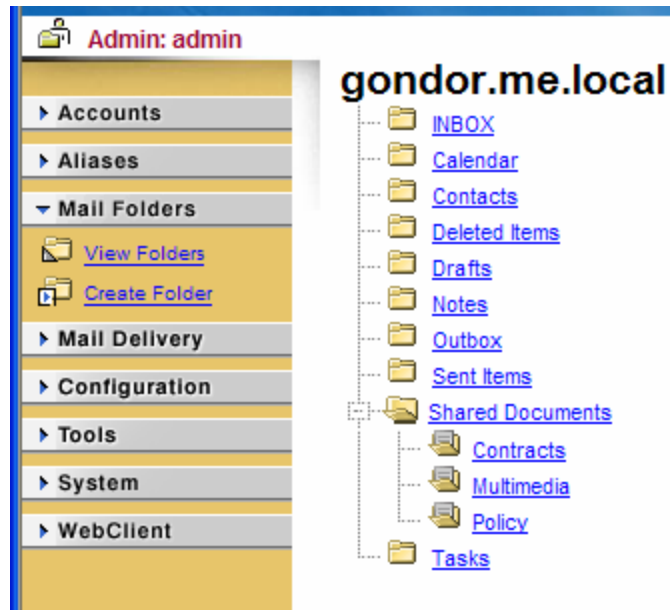 Admin: admin
Accounts
Aliases
Mail Folders
View Folders
Create Folder
Mail Delivery
Configuration
Tools
System
WebClient
gondor.me.local
INBOX
Calendar
Contacts
Deleted Items
Drafts
Notes
Outbox
Sent Items
Shared Documents
Contracts
Multimedia
Policy
Tasks